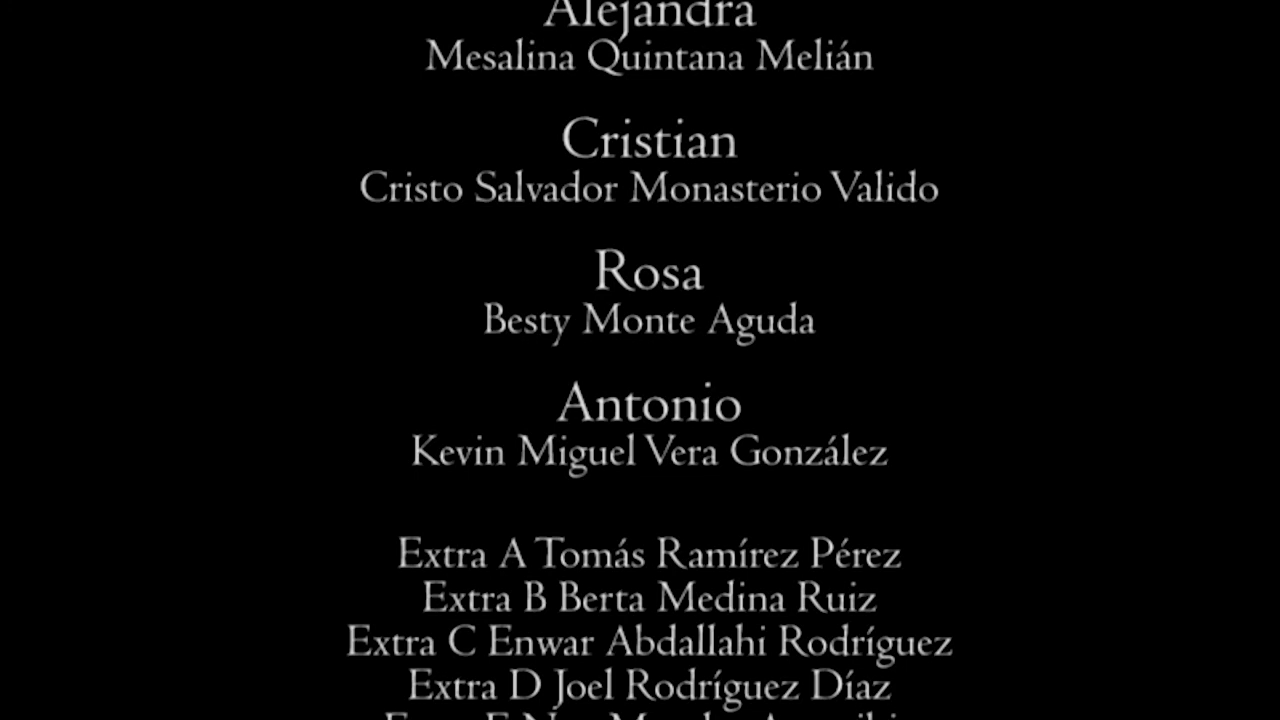 Alejandra
Mesalina Quintana Melián
Cristian
Cristo Salvador Monasterio Valido
Rosa
Besty Monte Aguda
Antonio
Kevin Miguel Vera González
Extra A Tomás Ramírez Pérez
Extra B Berta Medina Ruiz
Extra C Enwar Abdallahi Rodríguez
Extra D Joel Rodríguez Díaz
Extra E